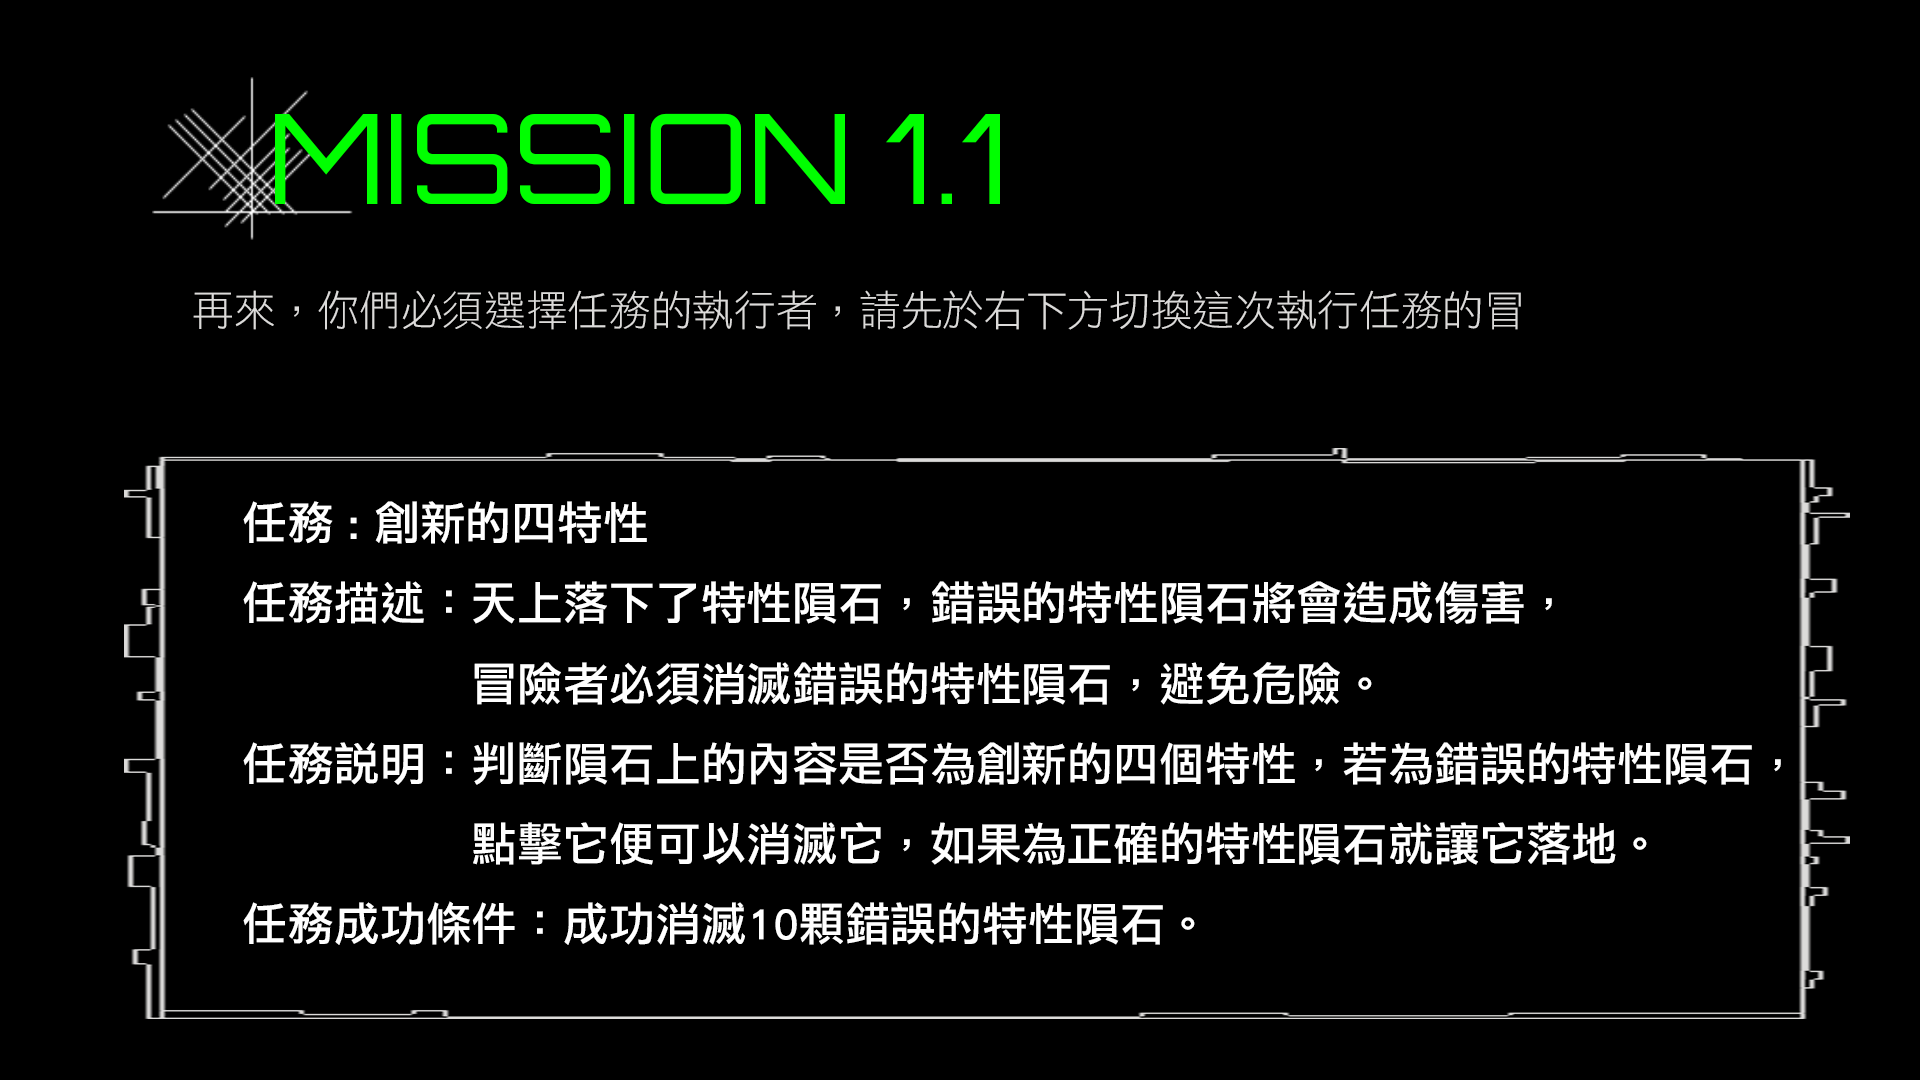 MISSION 1.1
再來，你們必須選擇任務的執行者，請先於右下方切換這次執行任務的冒
任務 : 創新的四特性
任務描述：天上落下了特性隕石，錯誤的特性隕石將會造成傷害，
冒險者必須消滅錯誤的特性隕石，避免危險。
任務説明：判斷隕石上的內容是否為創新的四個特性，若為錯誤的特性隕石，
點擊它便可以消滅它，如果為正確的特性隕石就讓它落地。
任務成功條件：成功消滅10顆錯誤的特性隕石。